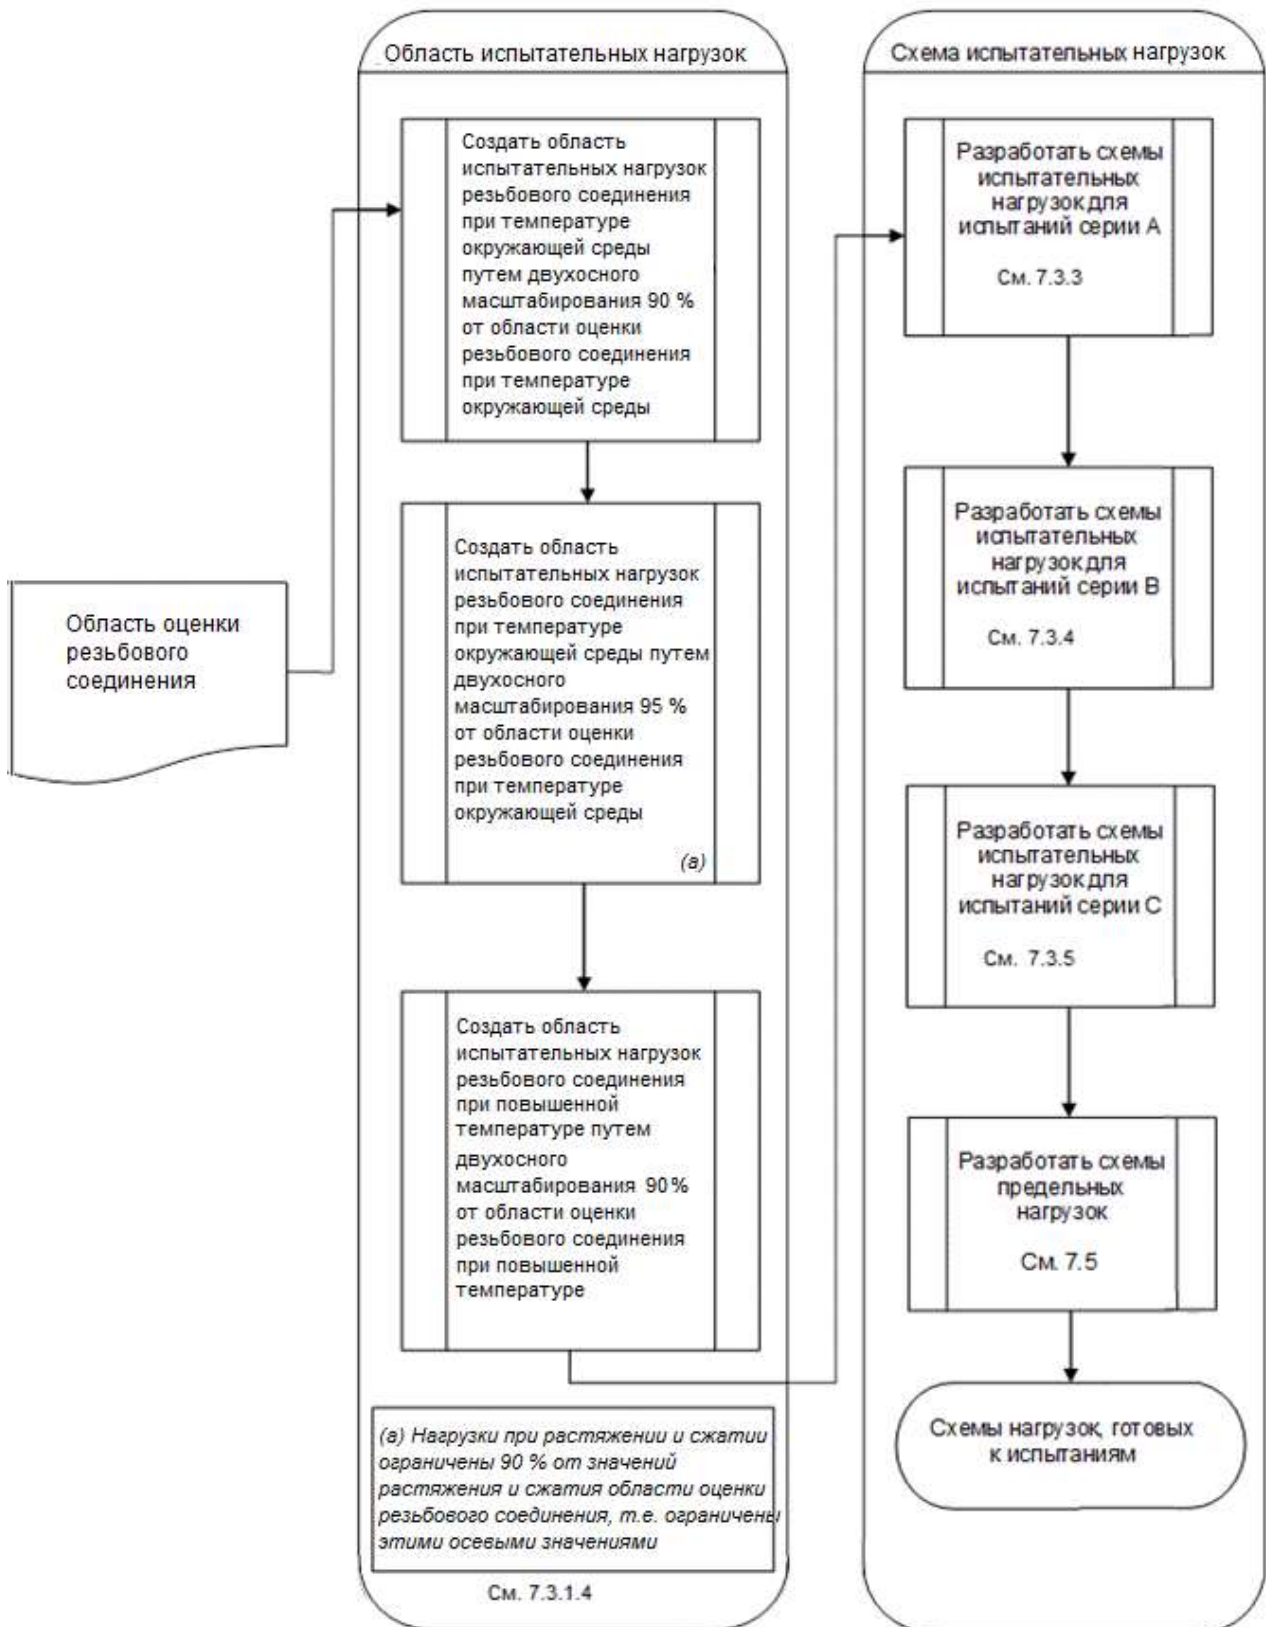 Область оценки
резьбового
соединения
Область испытательных нагрузок
Создать область
испытательных нагрузок
резьбового соединения
при температуре
окружающей среды
путем двухосного
масштабирования 90 %
от области оценки
резьбового соединения
при температуре
окружающей среды
Создать область
испытательных нагрузок
резьбового соединения
при температуре
окружающей среды путем
двухосного
масштабирования 95 %
от области оценки
резьбового соединения
при температуре
окружающей среды
(а)
Создать область
испытательных нагрузок
резьбового соединения
при повышенной
температуре путем
двухосного
масштабирования 90%
от области оценки
резьбового соединения
при повышенной
температуре
(а) Нагрузки при растяжении и сжатии
ограничены 90 % от значений
растяжения и сжатия области оценки
резьбового соединения, т.е. ограничены
этими осевыми значениями
См. 7.3.1.4
Схема испытательных нагрузок
Разработать схемы
испытательных
нагрузок для
испытаний серии А
См. 7.3.3
Разработать схемы
испытательных
нагрузок для
испытаний серии В
См. 7.3.4
Разработать схемы
испытательных
нагрузок для
испытаний серии С
См. 7.3.5
Разработать схемы
предельных
нагрузок
См. 7.5
Схемы нагрузок, готовых
к испытаниям